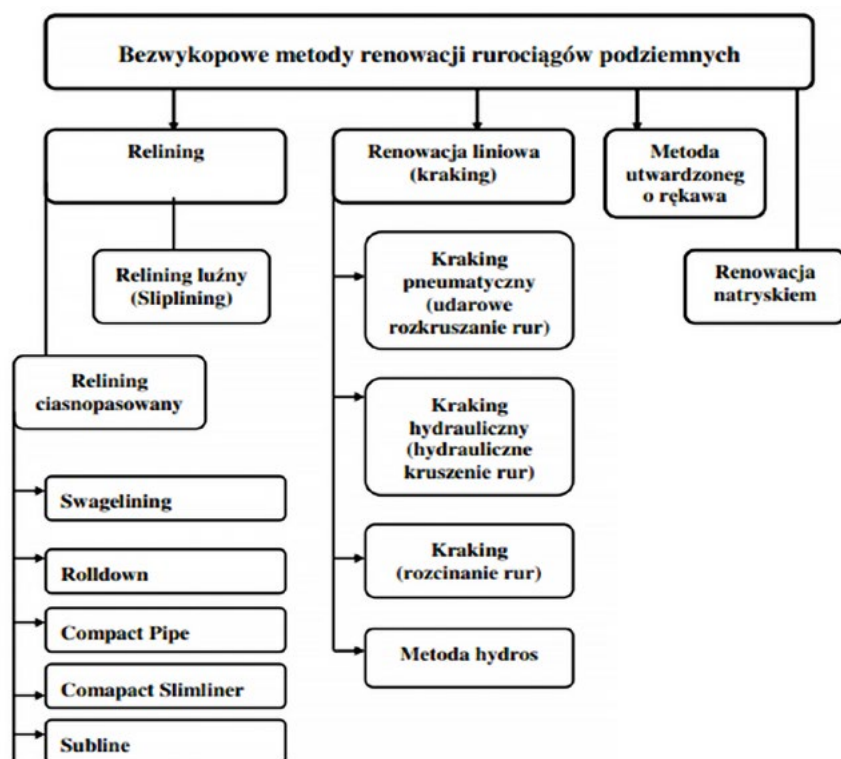 Bezwykopowe metody renowacji rurociągów podziemnych
Relining
Relining luźny
(Sliplining)
Relining
ciasnopasowany
Swagelining
Rolldown
Compact Pipe
Comapact Slimliner
Subline
Renowacja liniowa
(kraking)
Kraking
pneumatyczny
(udarowe
rozkruszanie rur)
Kraking
hydrauliczny
(hydrauliczne
kruszenie rur)
Kraking
(rozcinanie rur)
Metoda hydros
Metoda
utwardzoneg
o rękawa
Renowacja
natryskiem